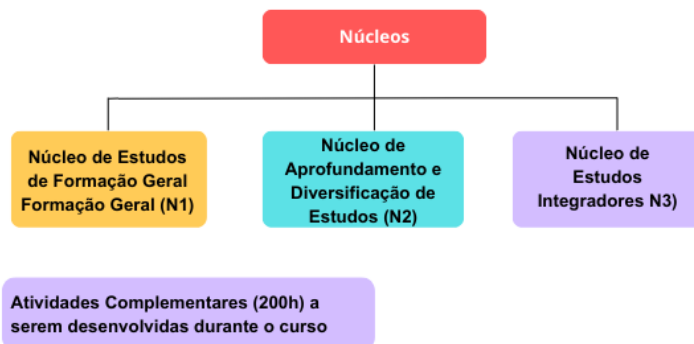 Núcleos
Núcleo de Estudos
de Formação Geral
Formação Geral (N1)
Núcleo de
Aprofundamento e
Diversificação de
Estudos (N2)
Núcleo de
Estudos
Integradores N3)
Atividades Complementares (200h) a
serem desenvolvidas durante o curso